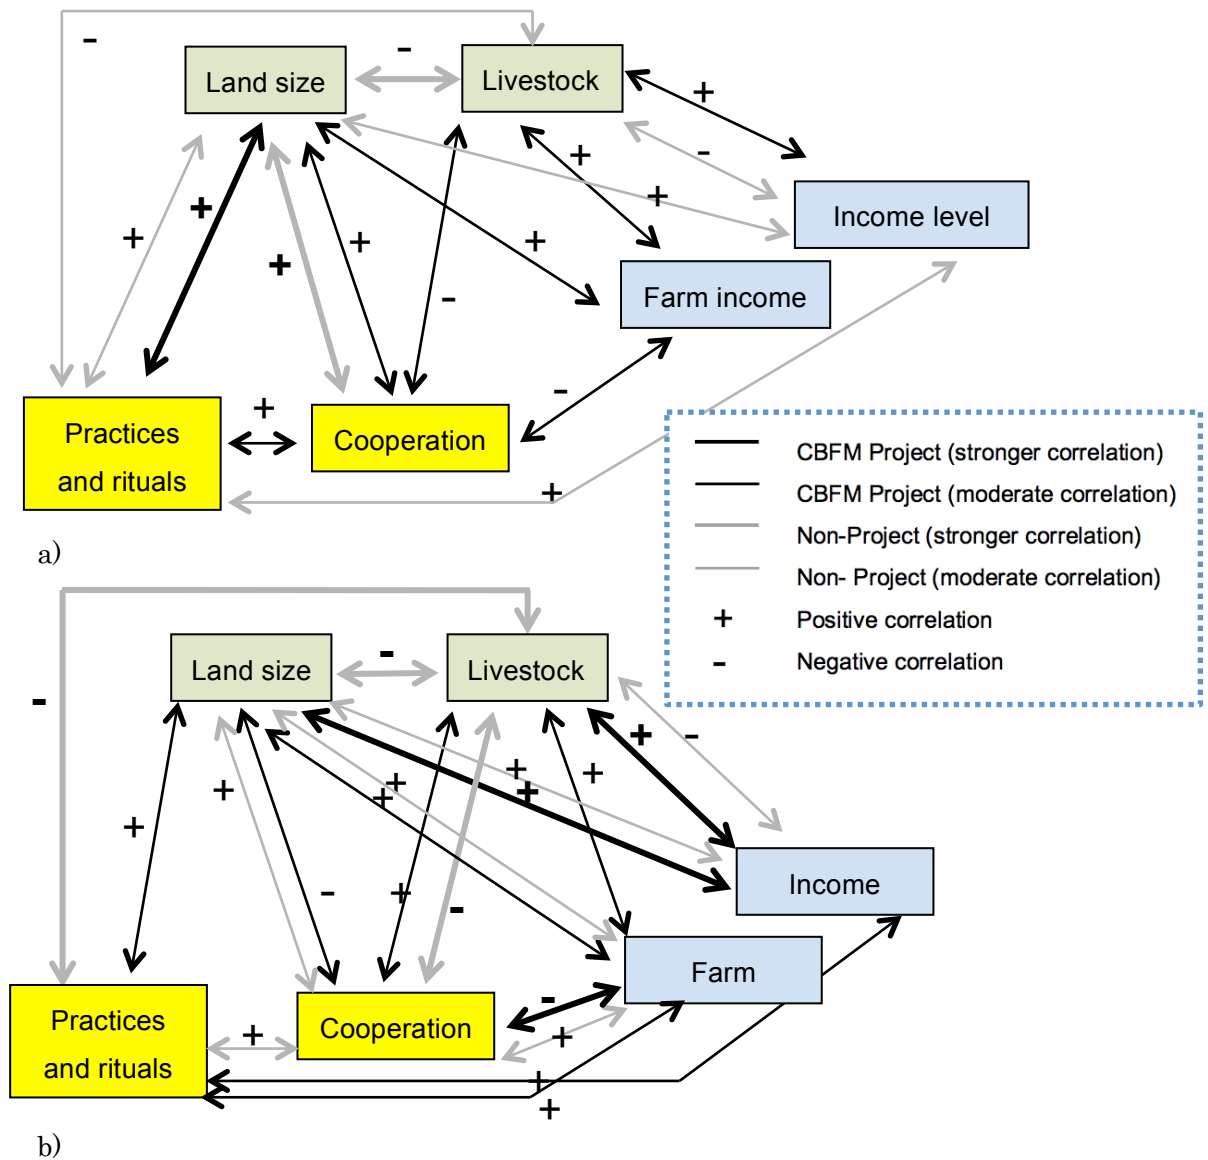 -
-
Land size
Livestock
+
+
-
+
Income level
+
+
+
+
+
Farm income
-
-
+
Practices
and rituals
Cooperation
+
CBFM Project (stronger correlation)
CBFM Project (moderate correlation)
Non-Project (stronger correlation)
Non- Project (moderate correlation)
+ Positive correlation
- Negative correlation
a)
-
-
Land size
Livestock
+
-
+
+
+
+
+
+
+
-
+
-
Income
Farm
-
+
Practices
and rituals
Cooperation
+
+
+
b)